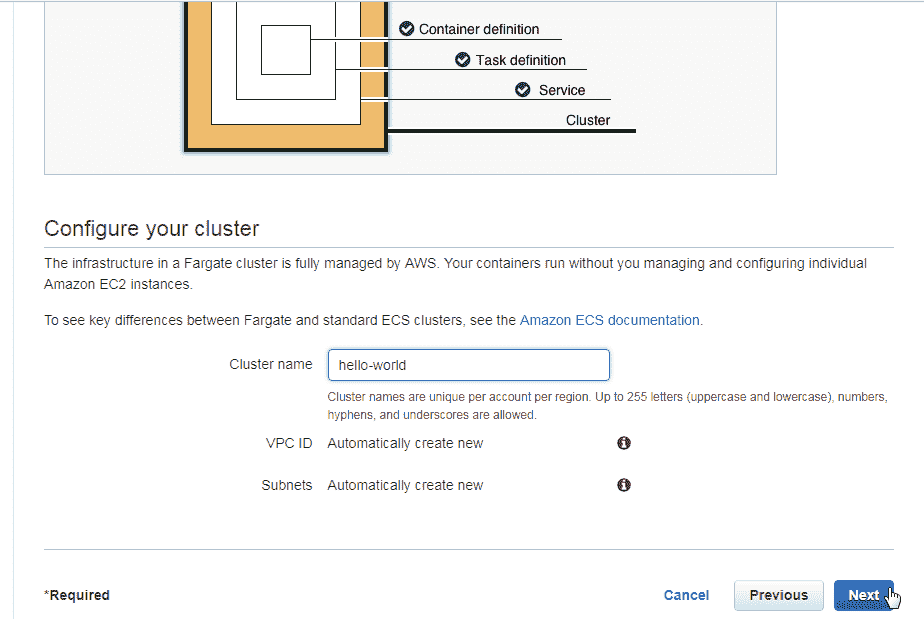 Container definition
Task definition
Service
Cluster
Configure your cluster
The infrastructure in a Fargate cluster is fully managed by AWS. Your containers run without you managing and configuring individual
Amazon EC2 instances.
To see key differences between Fargate and standard ECS clusters, see the Amazon ECS documentation.
Cluster name hello-world
Cluster names are unique per account per region. Up to 255 letters (uppercase and lowercase), numbers,
hyphens, and underscores are allowed.
VPC ID Automatically create new
Subnets Automatically create new
*Required Cancel Previous Next